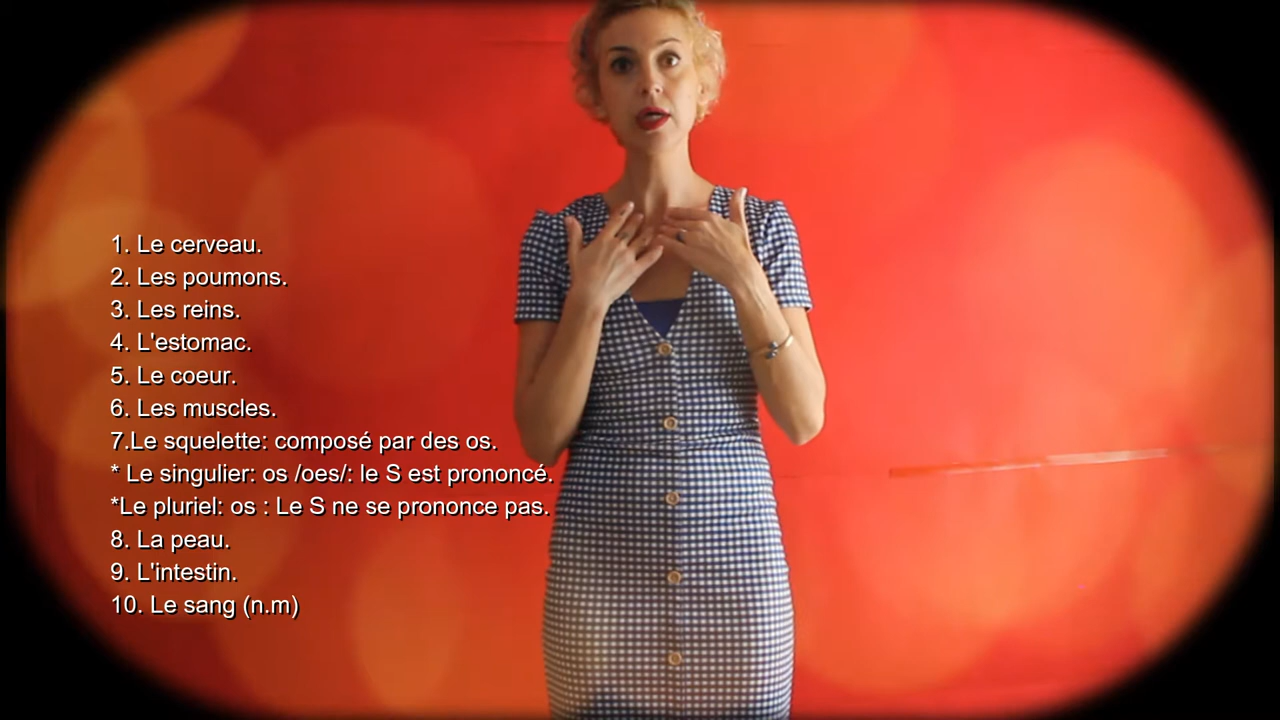 1. Le cerveau.
2. Les poumons.
3. Les reins.
4. L'estomac.
5. Le coeur.
6. Les muscles.
7.Le squelette: composé par des os.
* Le singulier: os /oes/: le S est prononcé.
*Le pluriel: os : Le S ne se prononce pas.
8. La peau.
9. L'intestin.
10. Le sang (n.m)